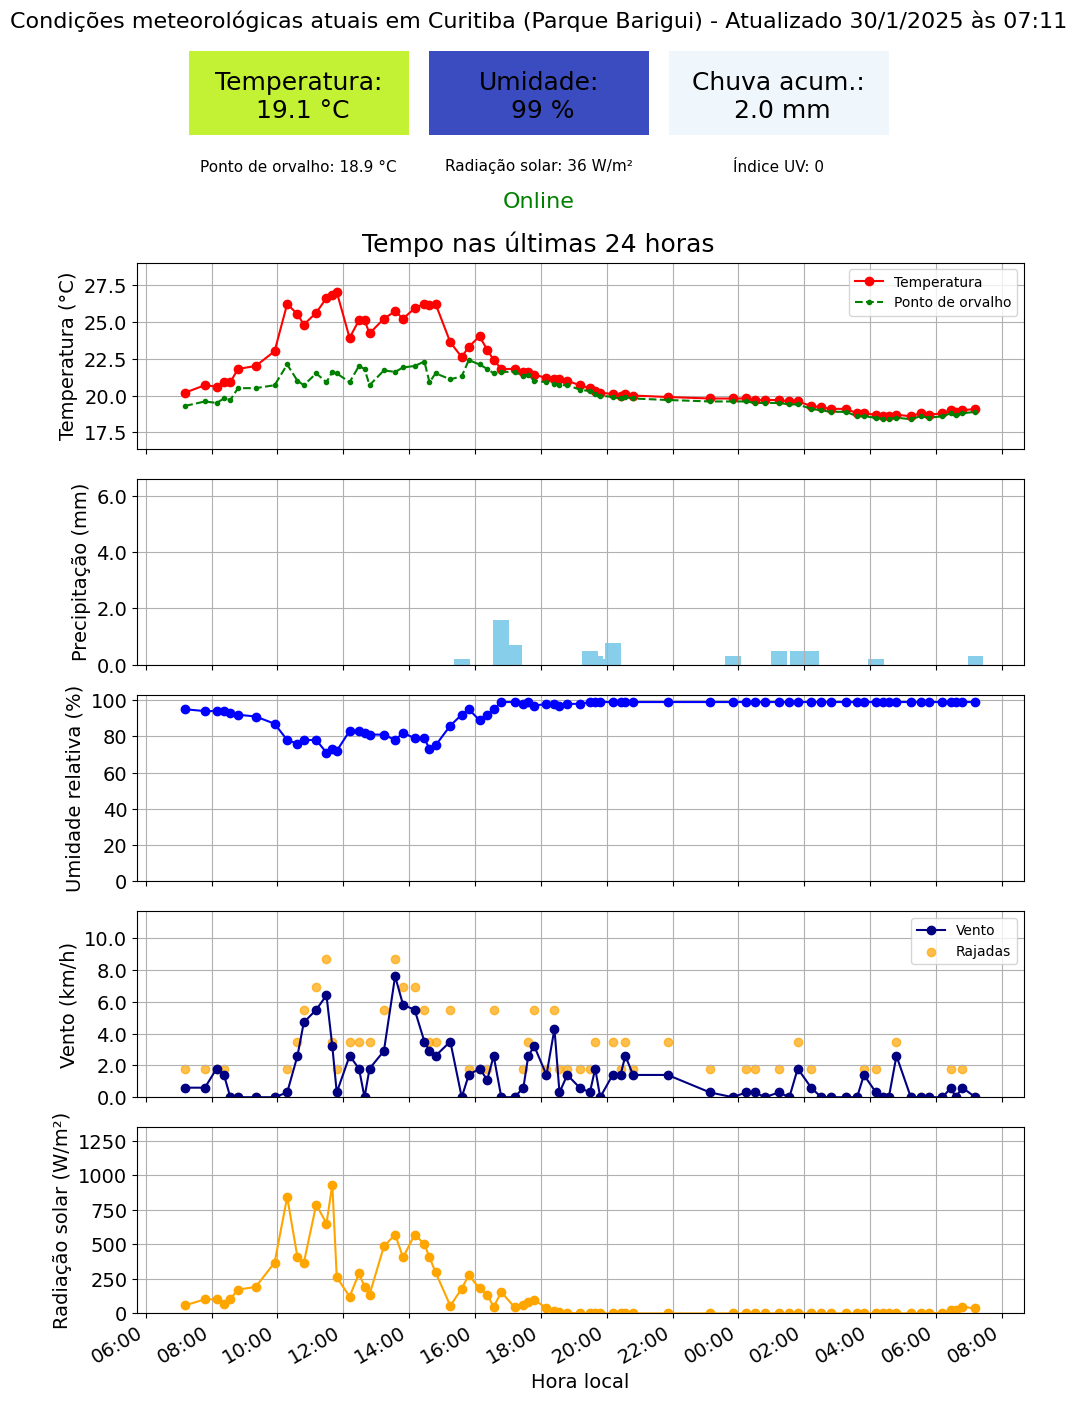 Condições meteorológicas atuais em Curitiba (Parque Barigui) - Atualizado 30/1/2025 às 07:11
Temperatura:
19.1 °C
Umidade:
99 %
Chuva acum.:
2.0 mm
Ponto de orvalho: 18.9 °C
Radiação solar: 36 W/m²
Índice UV: 0
Online
Tempo nas últimas 24 horas
Temperatura (°C)
27.5
25.0
22.5
20.0
17.5
Temperatura
Ponto de orvalho
Precipitação (mm)
6.0
4.0
2.0
0.0
Umidade relativa (%)
100
80
60
40
20
0
Vento (km/h)
10.0
8.0
6.0
4.0
2.0
0.0
Vento
Rajadas
Radiação solar (W/m²)
1250
1000
750
500
250
0
06:00
08:00
10:00
12:00
14:00
16:00
18:00
20:00
22:00
00:00
02:00
04:00
06:00
08:00
Hora local